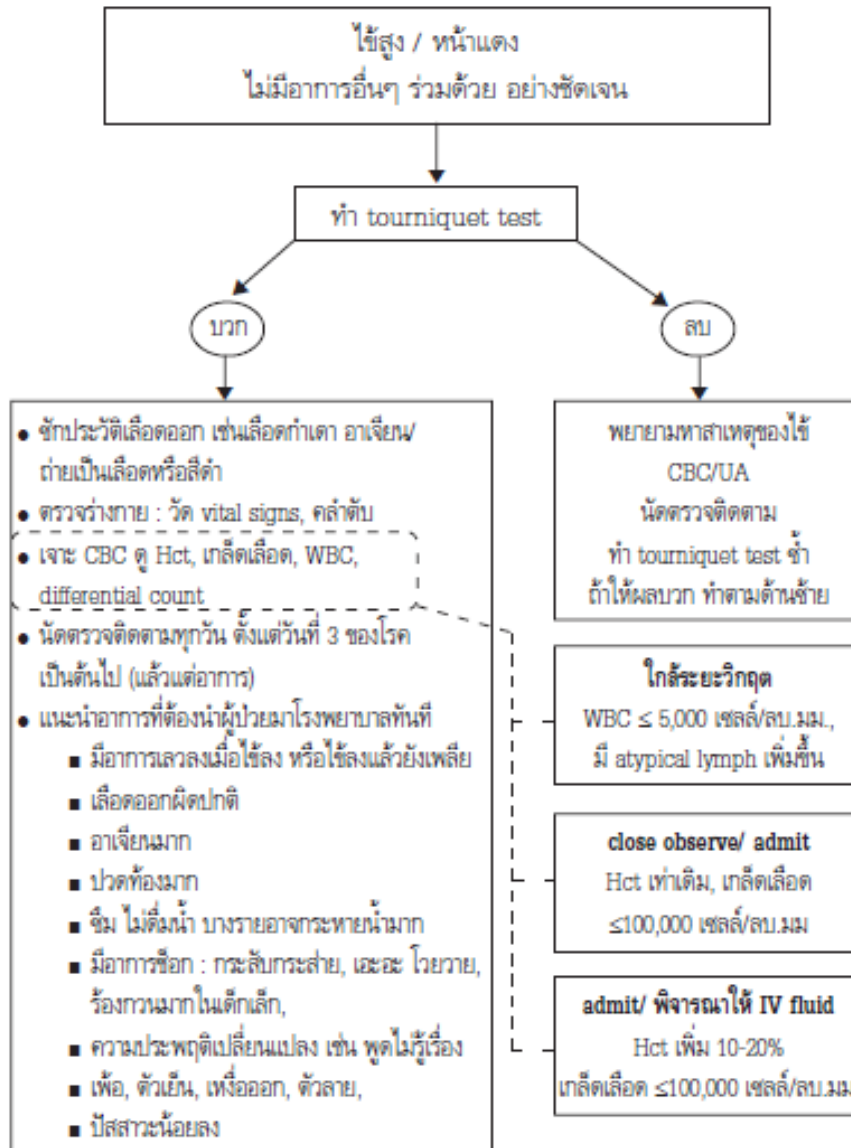 ไข้สูง / หน้าแดง
ไม่มีอาการอื่นๆ ร่วมด้วย อย่างชัดเจน
ทำ tourniquet test
บวก
ลบ
● ซักประวัติเลือดออก เช่นเลือดกำเดา อาเจียน/
ถ่ายเป็นเลือดหรือสีดำ
● ตรวจร่างกาย : วัด vital signs, คลำตับ
● เจาะ CBC ดู Hct, เกล็ดเลือด, WBC,
differential count
● นัดตรวจติดตามทุกวัน ตั้งแต่วันที่ 3 ของโรค
เป็นต้นไป (แล้วแต่อาการ)
● แนะนำอาการที่ต้องนำผู้ป่วยมาโรงพยาบาลทันที
■ มีอาการเลวลงเมื่อไข้ลง หรือไข้ลงแล้วยังเพลีย
■ เลือดออกผิดปกติ
■ อาเจียนมาก
■ ปวดท้องมาก
■ ซึม ไม่ดื่มน้ำ บางรายอาจกระหายน้ำมาก
■ มีอาการช็อก : กระสับกระส่าย, เอะอะ โวยวาย,
ร้องกวนมากในเด็กเล็ก,
■ ความประพฤติเปลี่ยนแปลง เช่น พูดไม่รู้เรื่อง
■ เพ้อ, ตัวเย็น, เหงื่อออก, ตัวลาย,
■ ปัสสาวะน้อยลง
พยายามหาสาเหตุของไข้
CBC/UA
นัดตรวจติดตาม
ทำ tourniquet test ซ้ำ
ถ้าให้ผลบวก ทำตามด้านซ้าย
ใกล้ระยะวิกฤต
WBC ≤ 5,000 เซลล์/ลบ.มม.,
มี atypical lymph เพิ่มขึ้น
close observe/ admit
Hct เท่าเดิม, เกล็ดเลือด
≤100,000 เซลล์/ลบ.มม
admit/ พิจารณาให้ IV fluid
Hct เพิ่ม 10-20%
เกล็ดเลือด ≤100,000 เซลล์/ลบ.มม